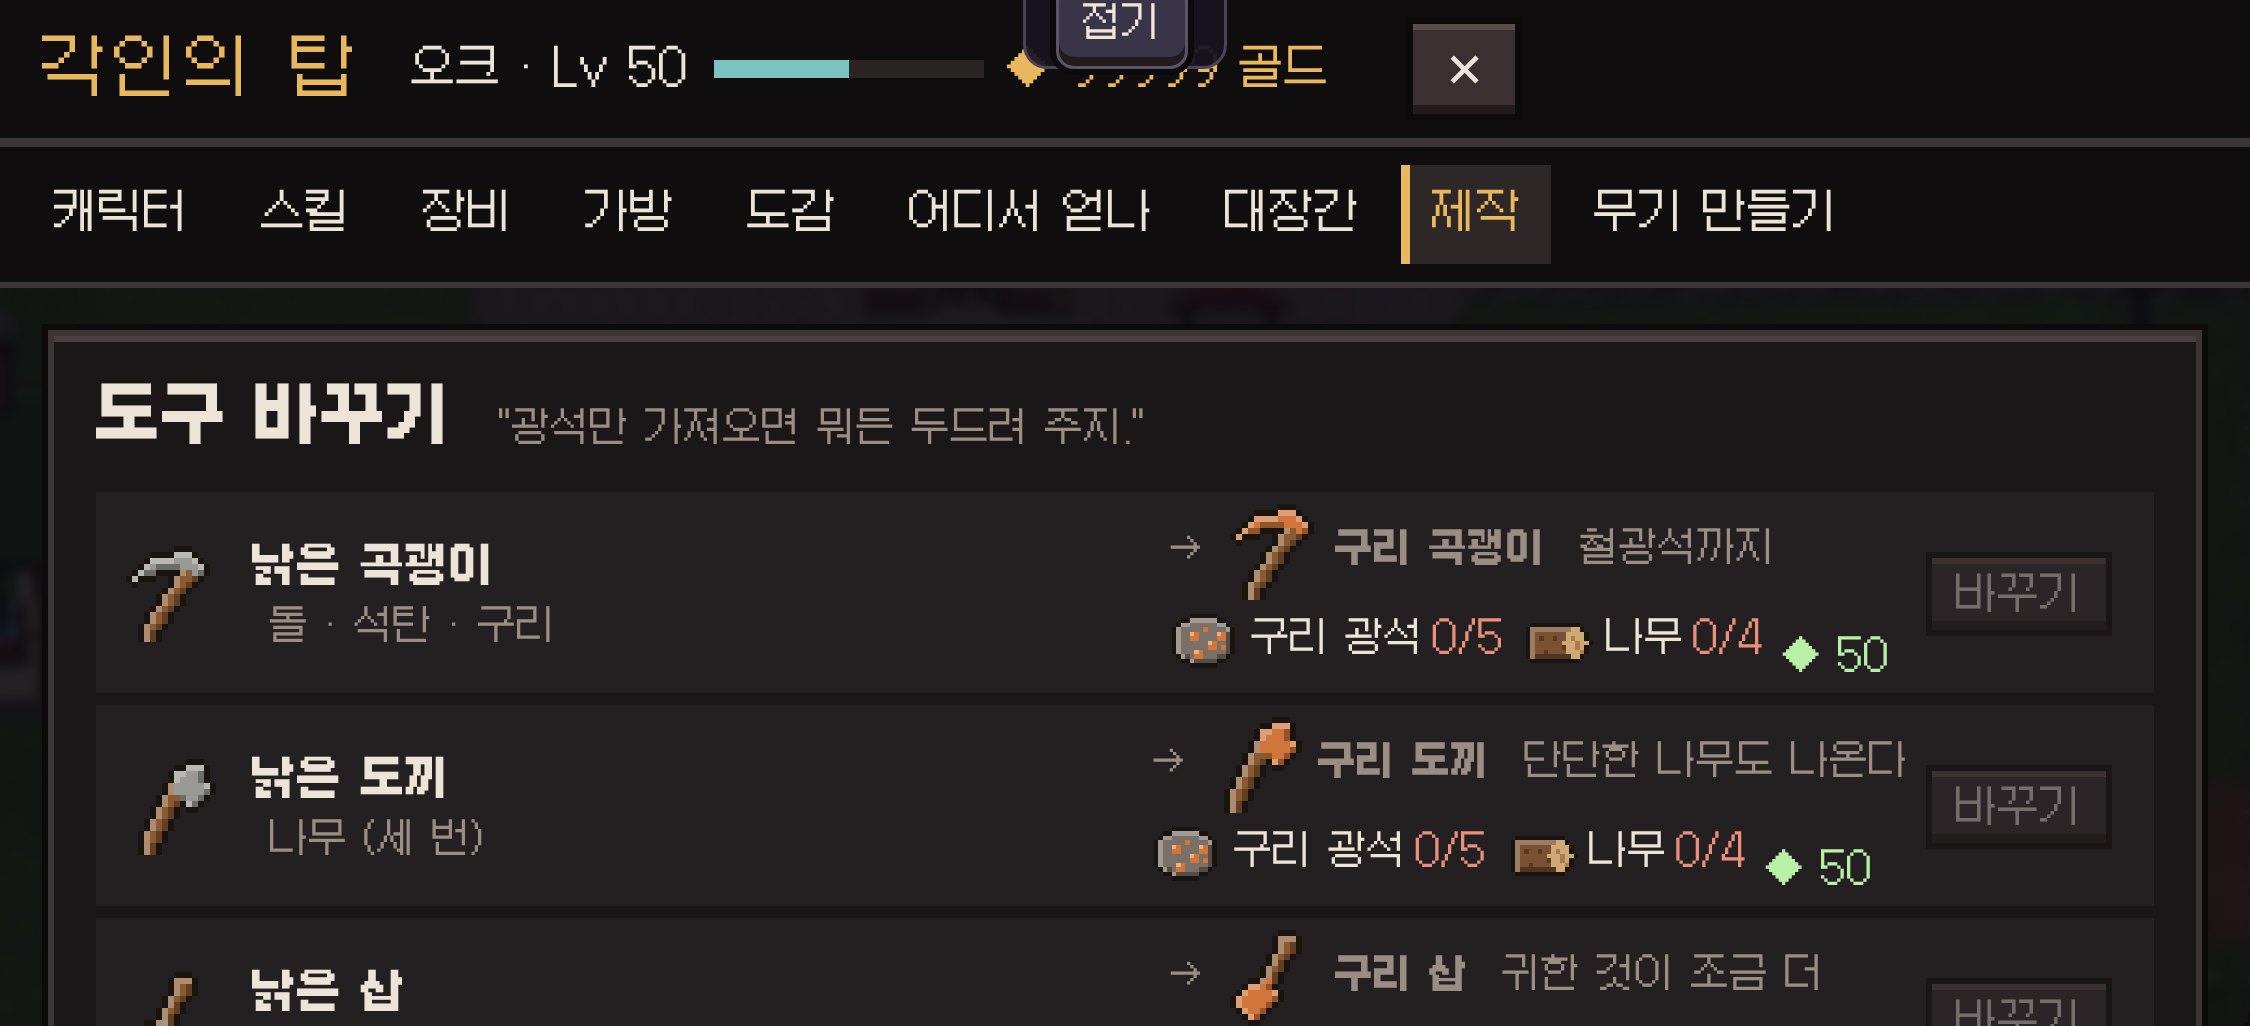 접기
각인의 탑 오크 · Lv 50 골드 ×
캐릭터 스킬 장비 가방 도감 어디서 얻나 대장간 제작 무기 만들기
도구 바꾸기 "광석만 가져오면 뭐든 두드려 주지."
낡은 곡괭이
돌 · 석탄 · 구리
→ 구리 곡괭이 철광석까지
구리 광석 0/5 나무 0/4 ◆ 50
바꾸기
낡은 도끼
나무 (세 번)
→ 구리 도끼 단단한 나무도 나온다
구리 광석 0/5 나무 0/4 ◆ 50
바꾸기
낡은 삽
→ 구리 삽 귀한 것이 조금 더
바꾸기